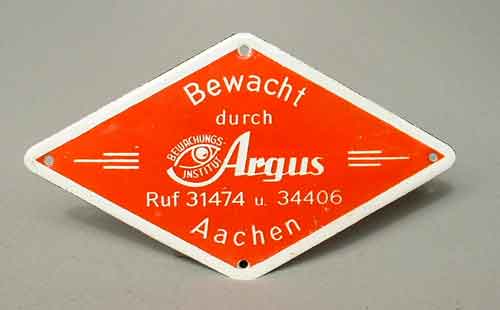 Bewacht
durch
BEWACHUNGS-
INSTITUT
Argus
Ruf 31474 u. 34406
Aachen